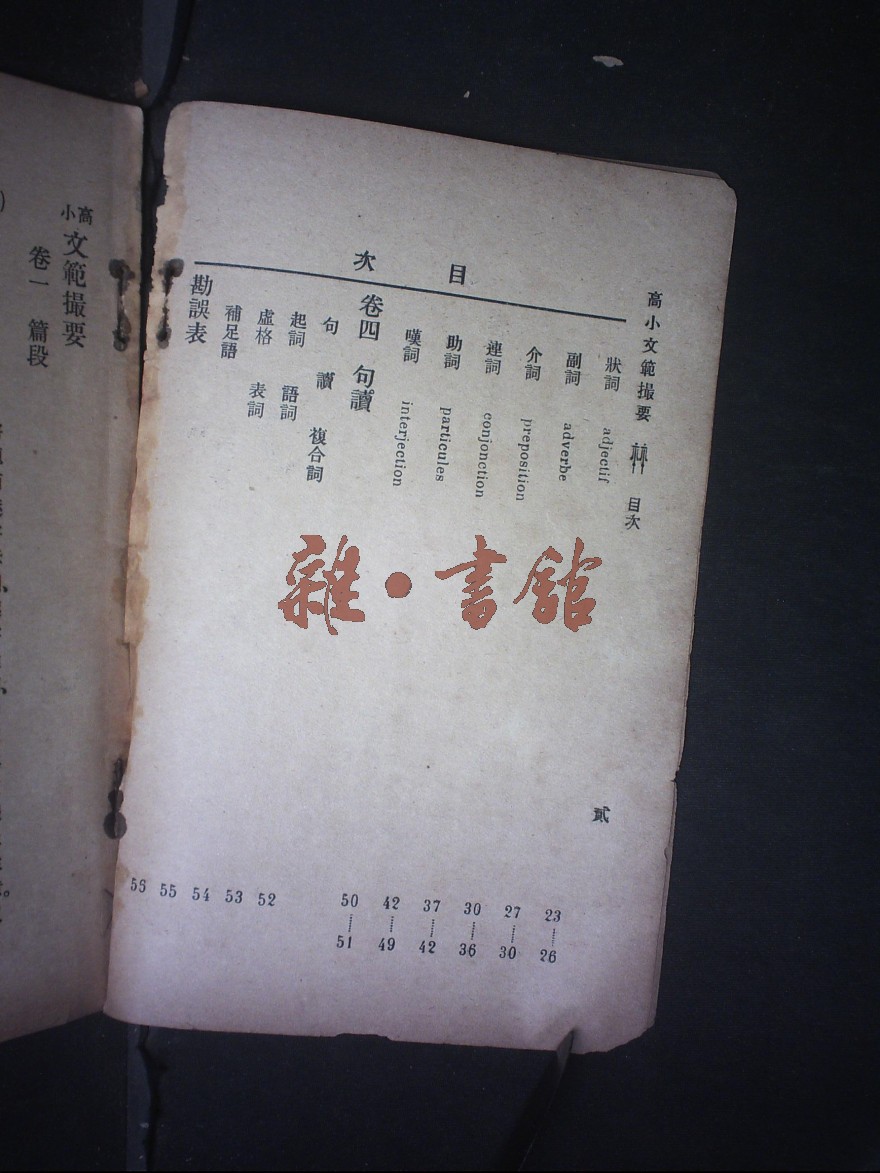 高小文範撮要 目次
貳
目次
狀詞 adjectif 23……26
副詞 adverbe 27……30
介詞 preposition 30……36
連詞 conjonction 37……42
助詞 particules 42……49
嘆詞 interjection 50……51
卷四 句讀
句 讀 複合詞 52
起詞 語詞 53
虛格 表詞 54
補足語 55
勘誤表 56
高小文範撮要
卷一 篇段
雜·書館